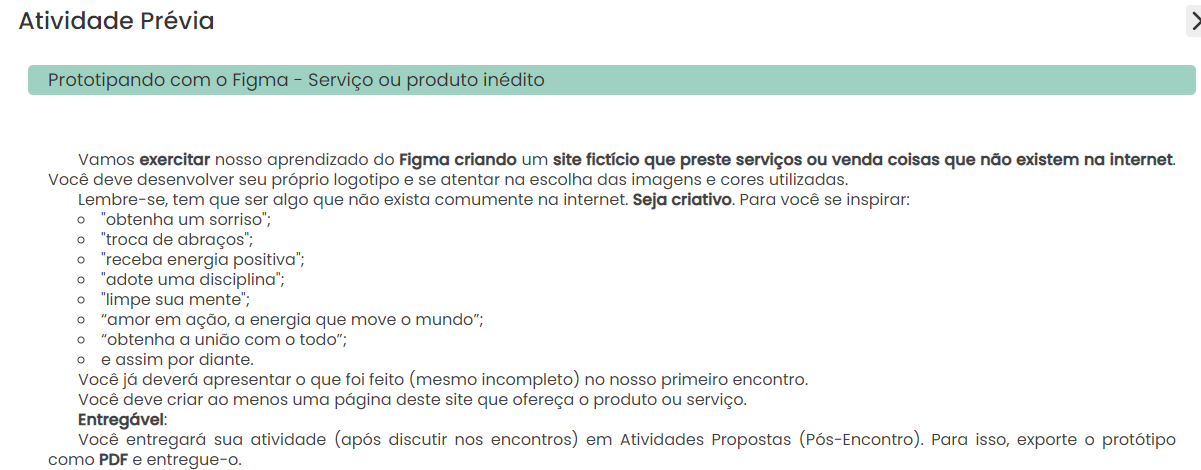 Atividade Prévia
Prototipando com o Figma - Serviço ou produto inédito
Vamos exercitar nosso aprendizado do Figma criando um site fictício que preste serviços ou venda coisas que não existem na internet.
Você deve desenvolver seu próprio logotipo e se atentar na escolha das imagens e cores utilizadas.
Lembre-se, tem que ser algo que não exista comumente na internet. Seja criativo. Para você se inspirar:
"obtenha um sorriso";
"troca de abraços";
"receba energia positiva";
"adote uma disciplina";
"limpe sua mente";
“amor em ação, a energia que move o mundo”;
“obtenha a união com o todo”;
e assim por diante.
Você já deverá apresentar o que foi feito (mesmo incompleto) no nosso primeiro encontro.
Você deve criar ao menos uma página deste site que ofereça o produto ou serviço.
Entregável:
Você entregará sua atividade (após discutir nos encontros) em Atividades Propostas (Pós-Encontro). Para isso, exporte o protótipo
como PDF e entregue-o.